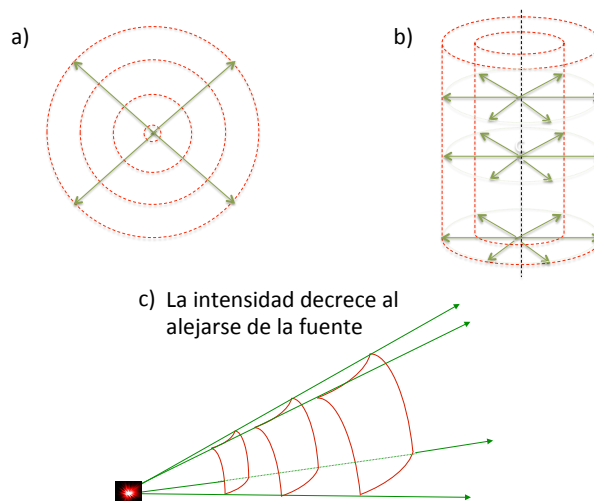 a)
b)
c) La intensidad decrece al
alejarse de la fuente